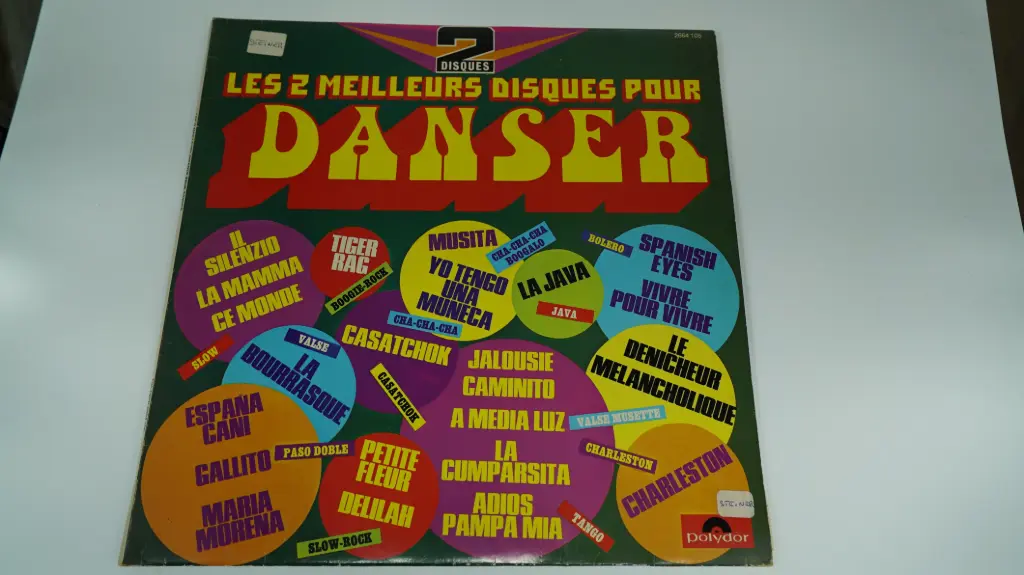 STEINER
2664 126
2
DISQUES
LES 2 MEILLEURS DISQUES POUR
DANSER
IL
SILENZIO
LA MAMMA
CE MONDE
SLOW
TIGER
RAG
BOOGIE-ROCK
MUSITA
YO TENGO
UNA
MUNECA
CHA-CHA-CHA
BOOGALO
CHA-CHA-CHA
LA JAVA
JAVA
BOLERO
SPANISH
EYES
VIVRE
POUR VIVRE
VALSE
LA
BOURRASQUE
CASATCHOK
CASATCHOK
JALOUSIE
CAMINITO
A MEDIA LUZ
LA
CUMPARSITA
ADIOS
PAMPA MIA
TANGO
LE
DENICHEUR
MELANCHOLIQUE
VALSE MUSETTE
ESPAÑA
CANI
GALLITO
MARIA
MORENA
PASO DOBLE
PETITE
FLEUR
DELILAH
SLOW-ROCK
CHARLESTON
CHARLESTON
STEINER
polydor